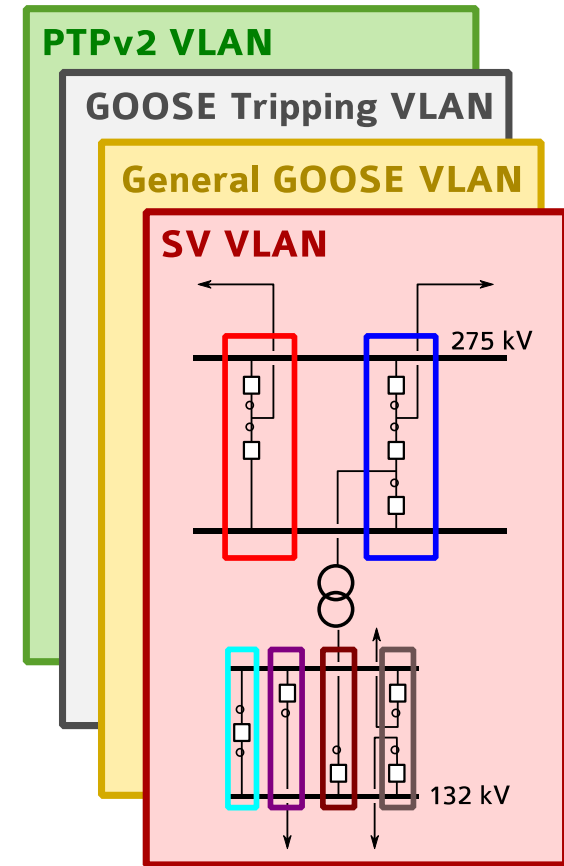 PTPv2 VLAN
GOOSE Tripping VLAN
General GOOSE VLAN
SV VLAN
275 kV
132 kV